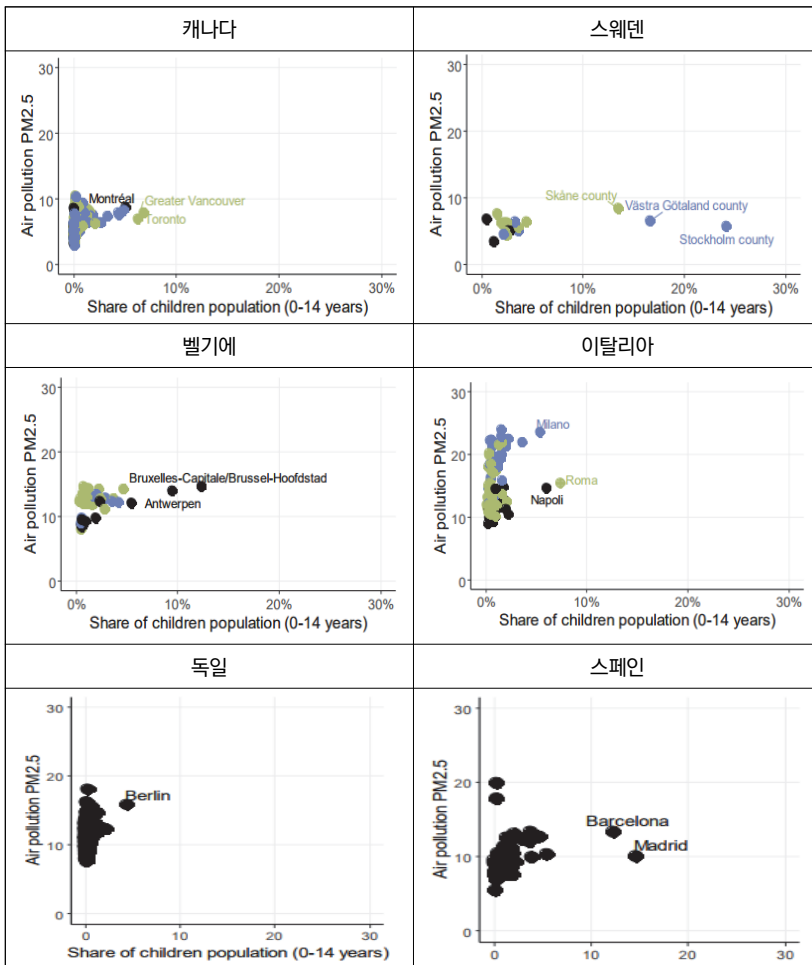 캐나다
Air pollution PM2.5
30
20
10
0
Montréal
Greater Vancouver
Toronto
0%
10%
20%
30%
Share of children population (0-14 years)
스웨덴
Air pollution PM2.5
30
20
10
0
Skåne county
Västra Götaland county
Stockholm county
0%
10%
20%
30%
Share of children population (0-14 years)
벨기에
Air pollution PM2.5
30
20
10
0
Bruxelles-Capitale/Brussel-Hoofdstad
Antwerpen
0%
10%
20%
30%
Share of children population (0-14 years)
이탈리아
Air pollution PM2.5
30
20
10
0
Milano
Roma
Napoli
0%
10%
20%
30%
Share of children population (0-14 years)
독일
Air pollution PM2.5
30
20
10
0
Berlin
0
10
20
30
Share of children population (0-14 years)
스페인
Air pollution PM2.5
30
20
10
0
Barcelona
Madrid
0
10
20
30